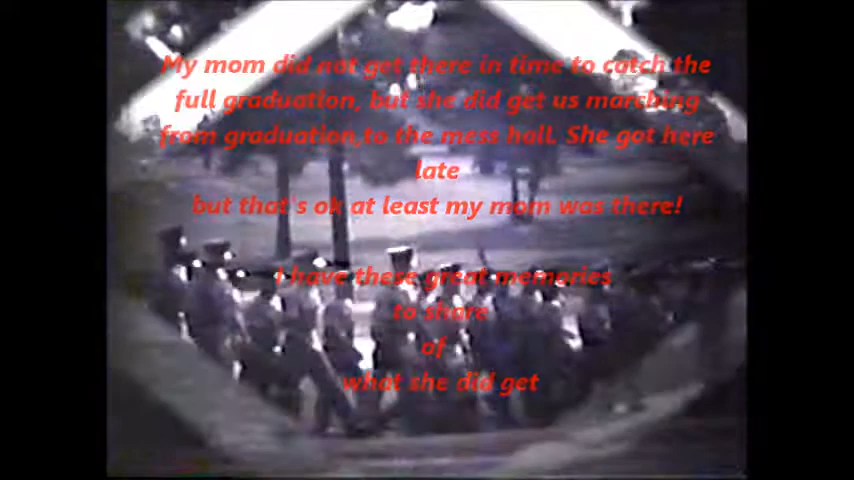 My mom did not get there in time to catch the
full graduation, but she did get us marching
from graduation,to the mess hall. She got here
late
but that's ok at least my mom was there!
I have these great memories
to share
of
what she did get